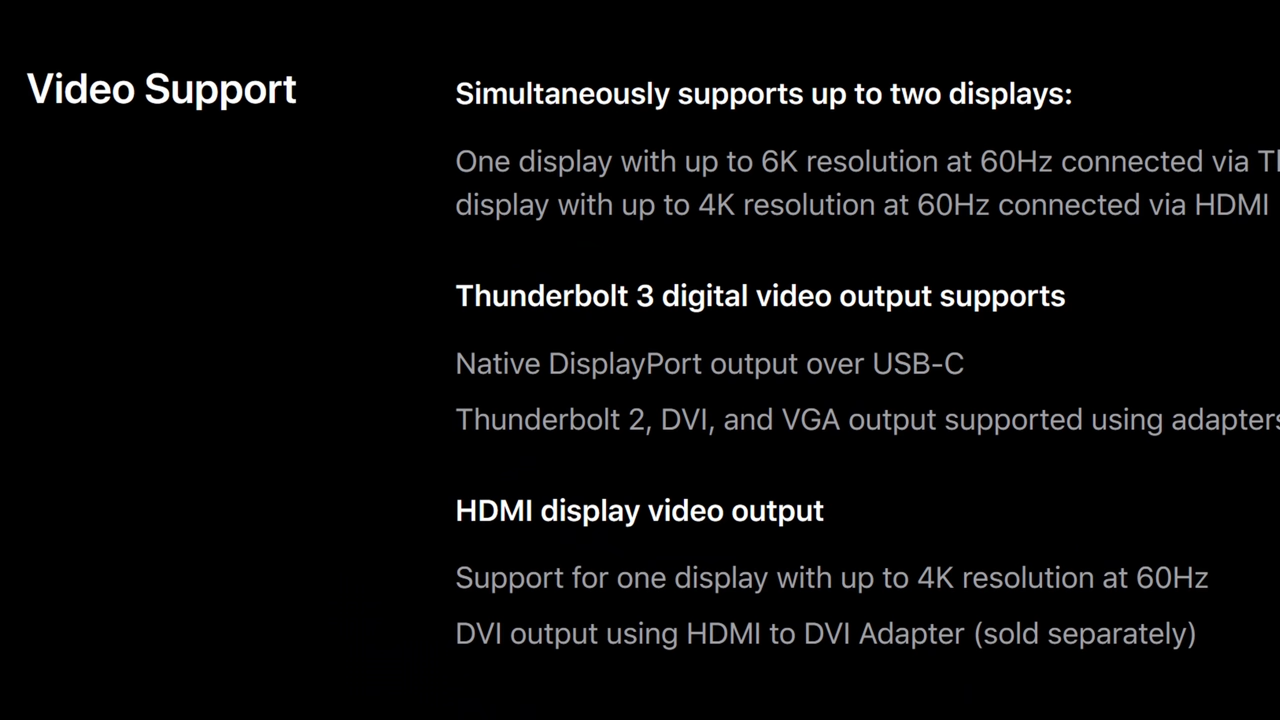 Video Support
Simultaneously supports up to two displays:
One display with up to 6K resolution at 60Hz connected via
display with up to 4K resolution at 60Hz connected via HDMI
Thunderbolt 3 digital video output supports
Native DisplayPort output over USB-C
Thunderbolt 2, DVI, and VGA output supported using adapters
HDMI display video output
Support for one display with up to 4K resolution at 60Hz
DVI output using HDMI to DVI Adapter (sold separately)